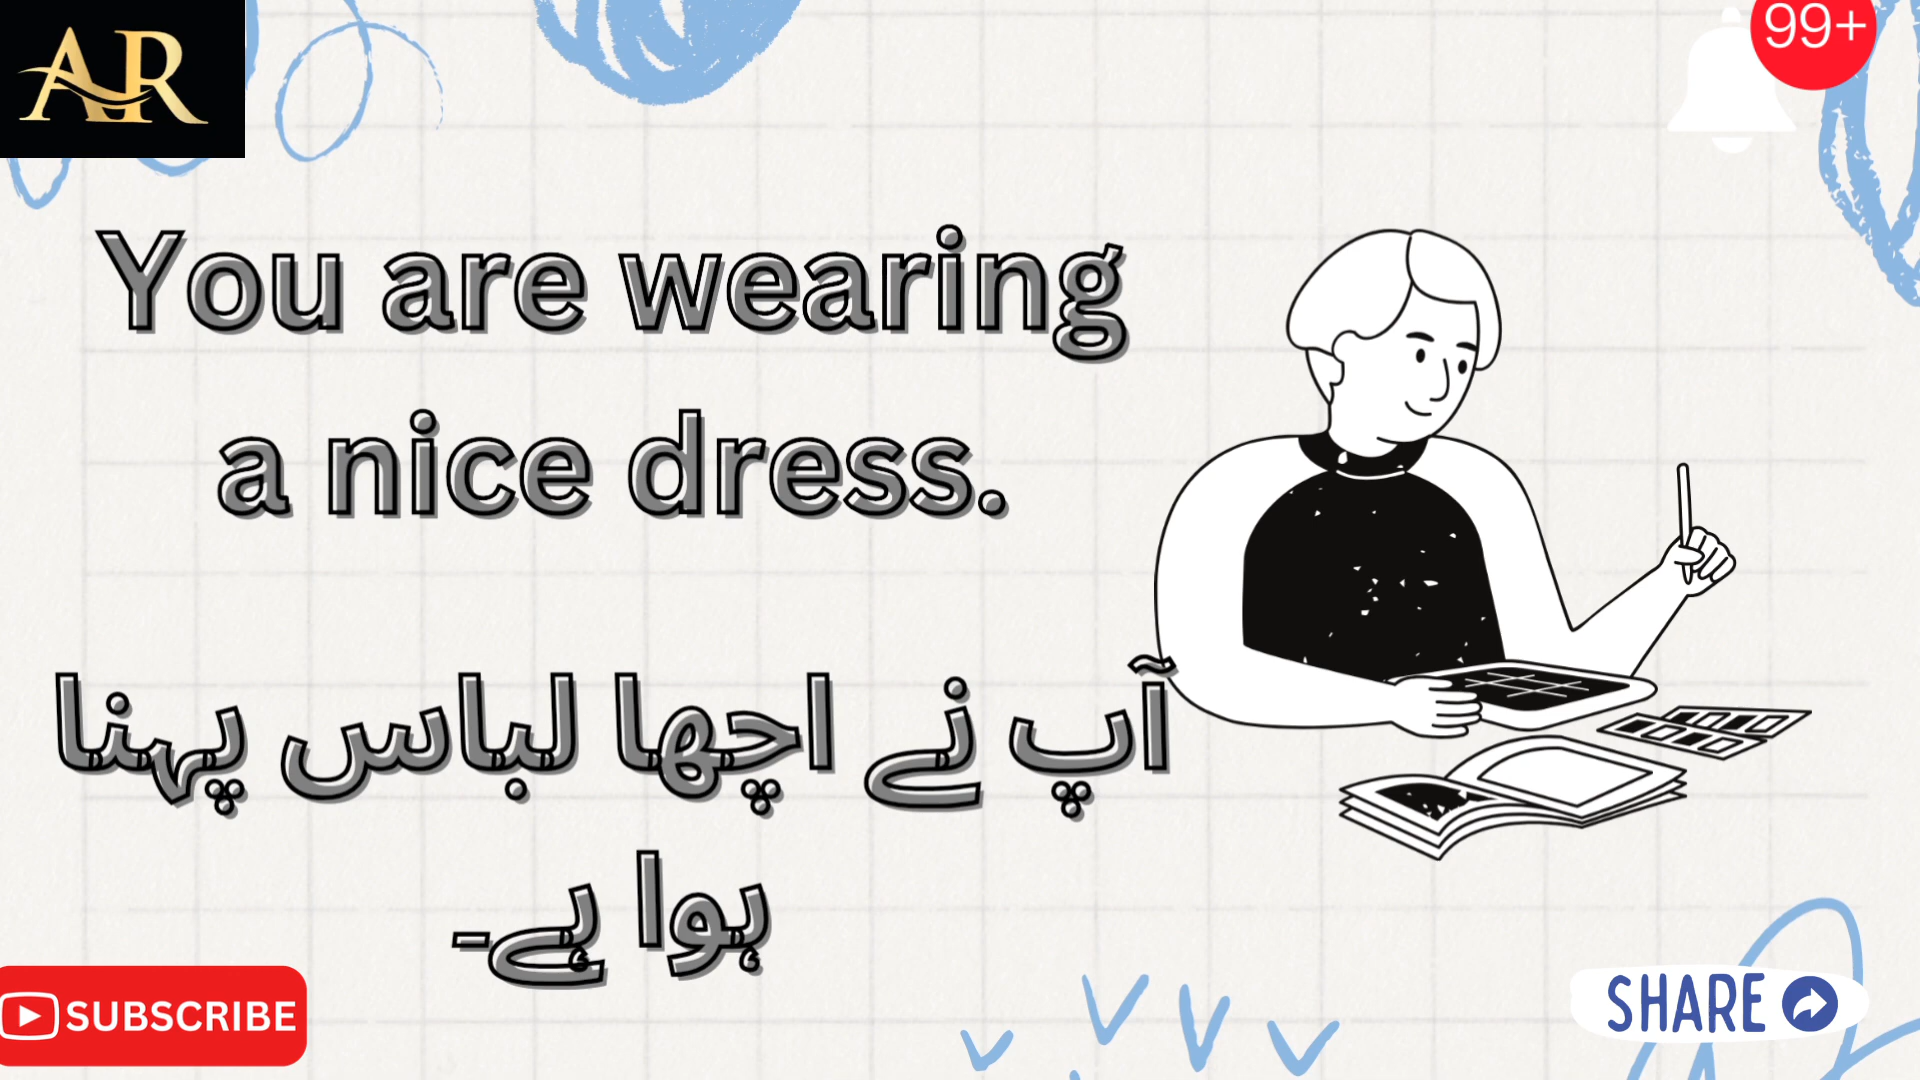 AR
99+
You are wearing
a nice dress.
آپ نے اچھا لباس پہنا
ہوا ہے۔
SUBSCRIBE
SHARE